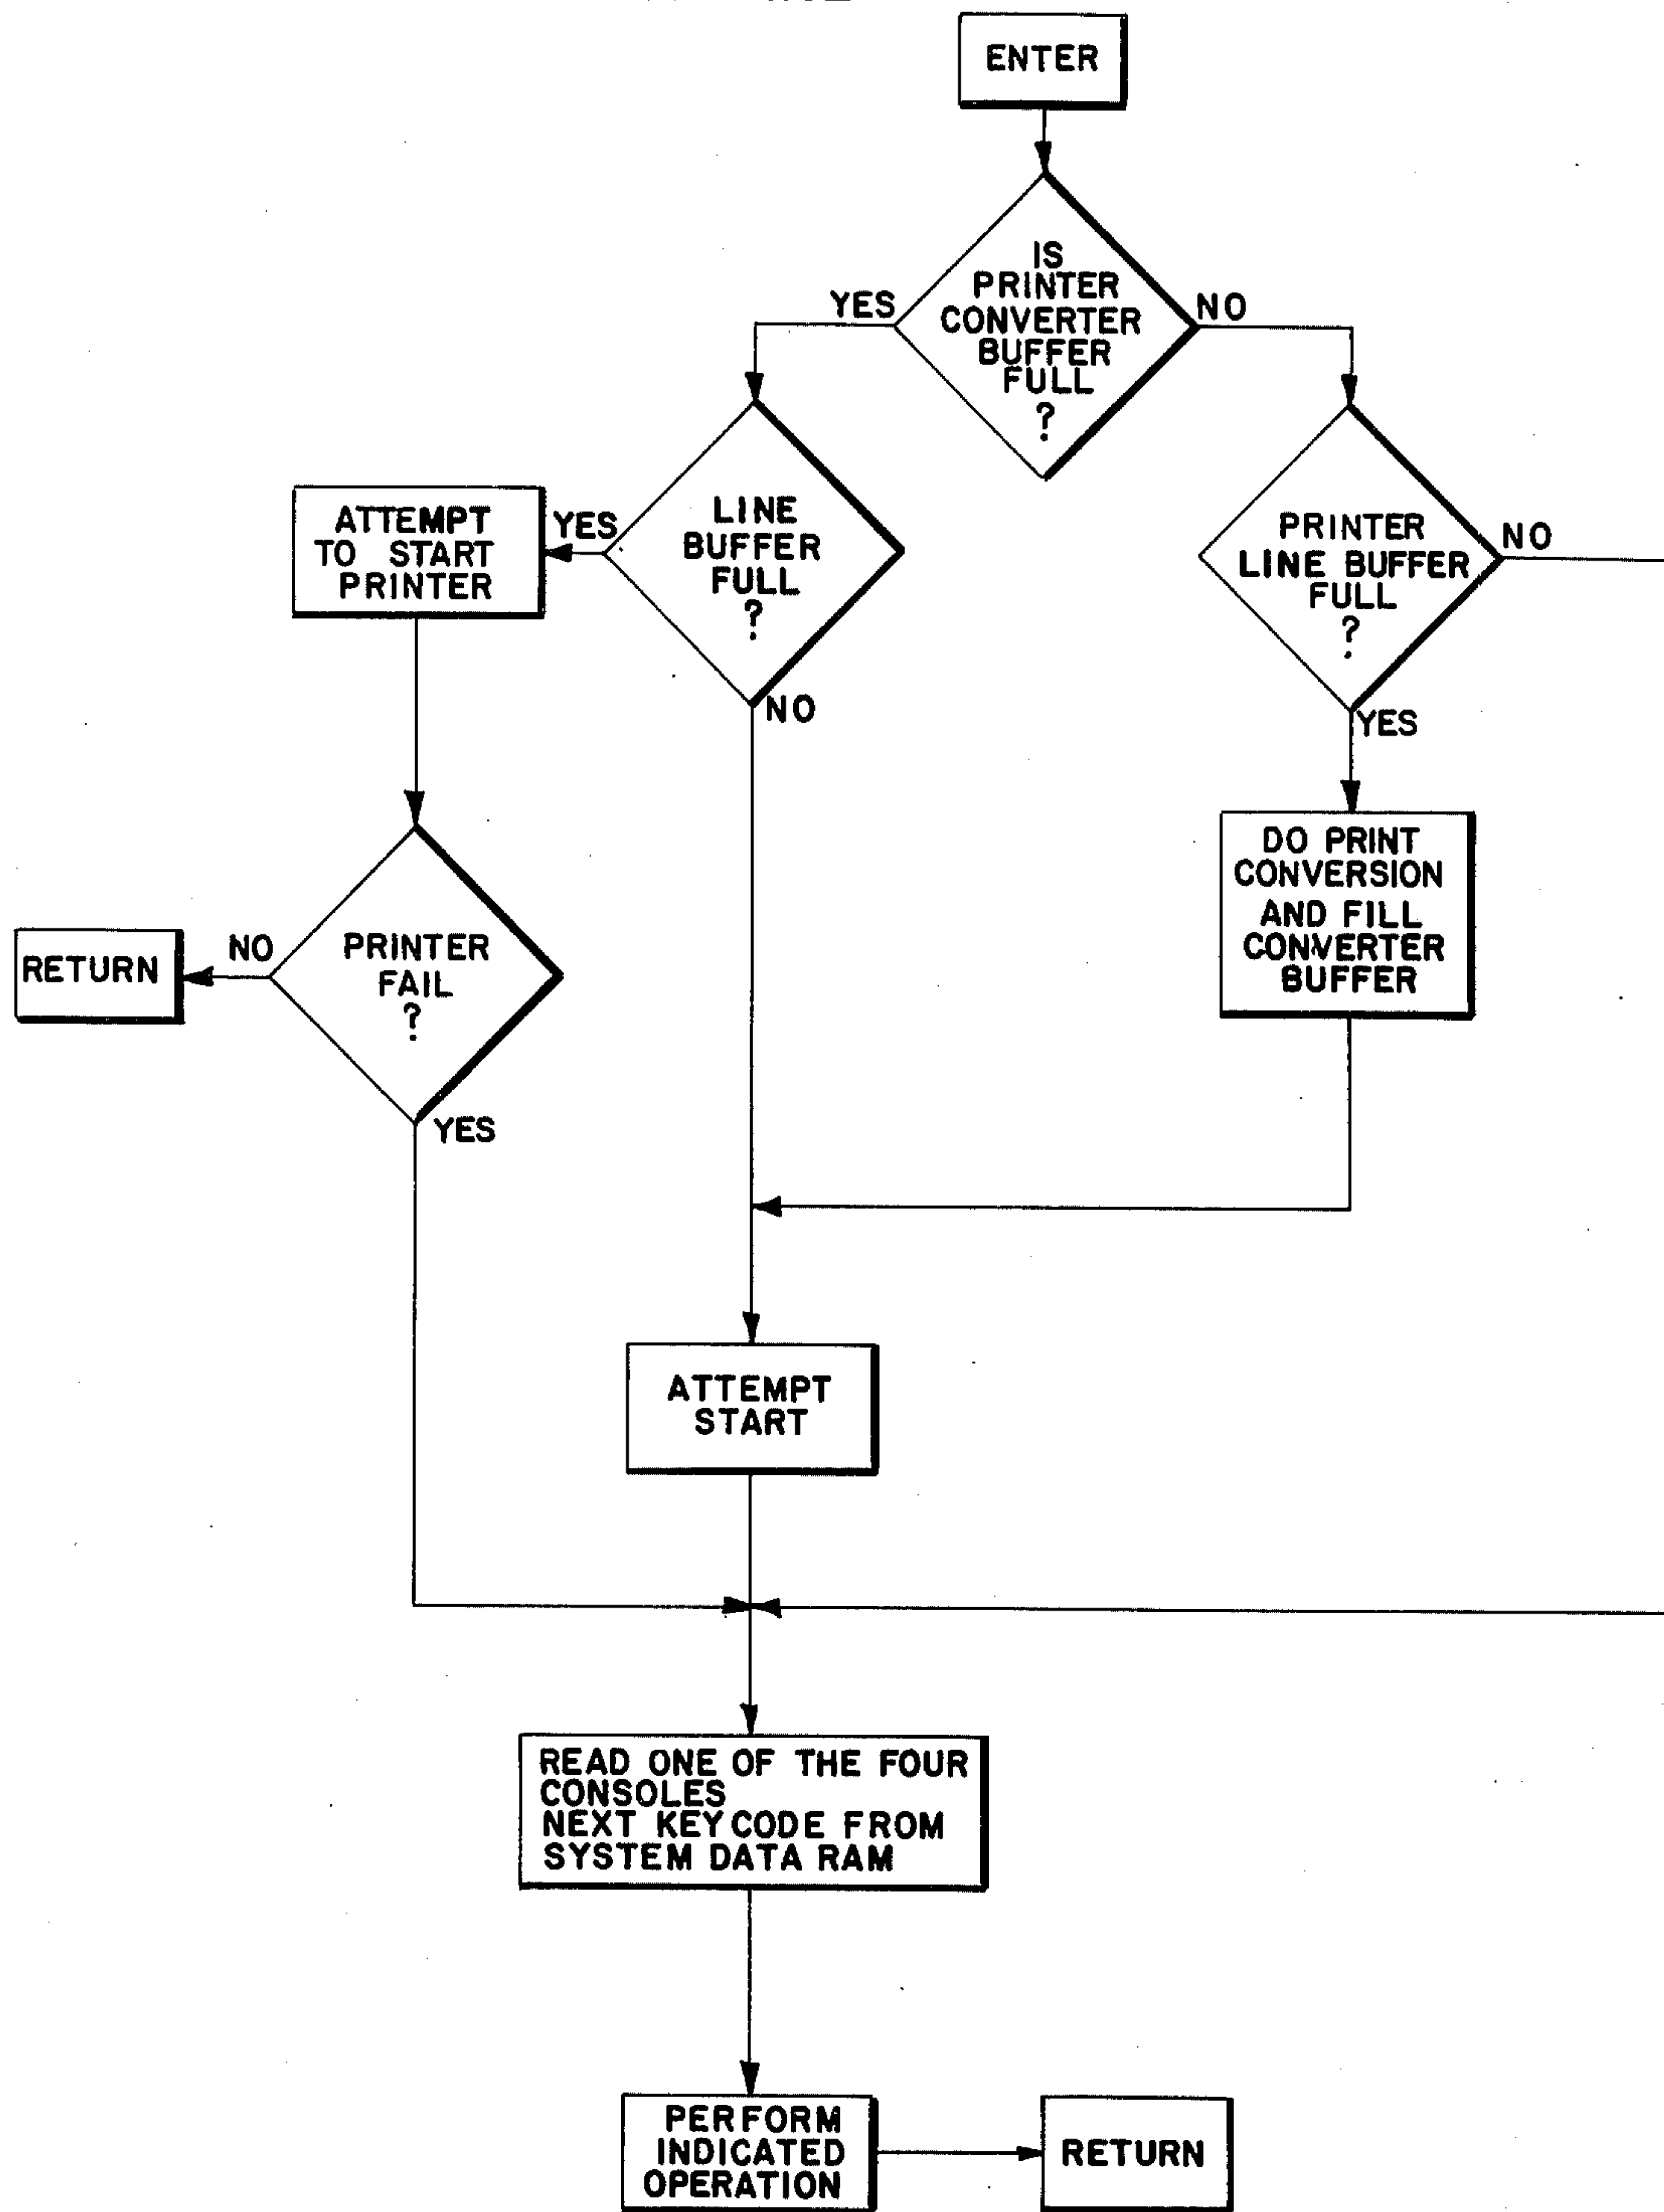 ENTER
IS
PRINTER
CONVERTER
BUFFER
FULL
?
YES
NO
LINE
BUFFER
FULL
?
YES
NO
ATTEMPT
TO START
PRINTER
PRINTER
LINE BUFFER
FULL
?
NO
YES
DO PRINT
CONVERSION
AND FILL
CONVERTER
BUFFER
PRINTER
FAIL
?
NO
YES
RETURN
ATTEMPT
START
READ ONE OF THE FOUR
CONSOLES
NEXT KEYCODE FROM
SYSTEM DATA RAM
PERFORM
INDICATED
OPERATION
RETURN